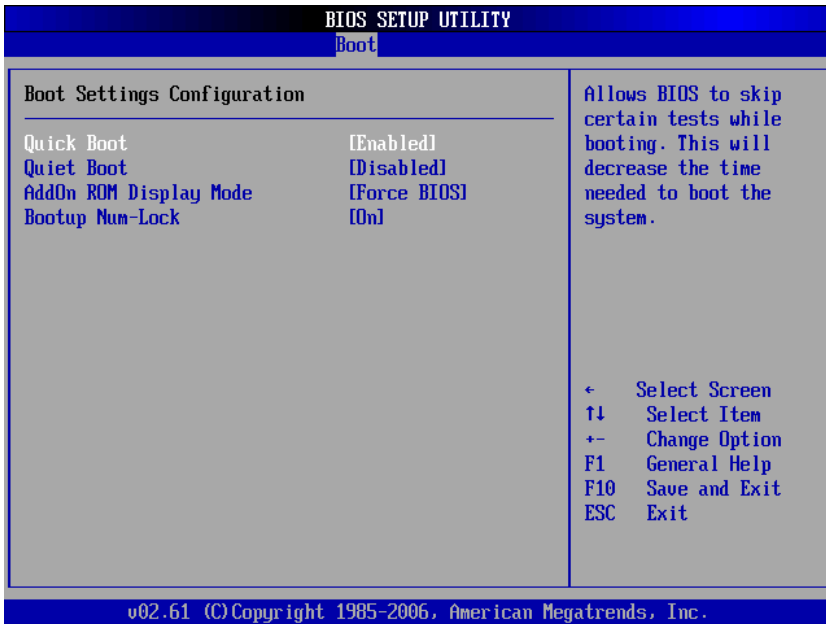 BIOS SETUP UTILITY
Boot
Boot Settings Configuration
Quick Boot [Enabled]
Quiet Boot [Disabled]
AddOn ROM Display Mode [Force BIOS]
Bootup Num-Lock [On]
Allows BIOS to skip
certain tests while
booting. This will
decrease the time
needed to boot the
system.
← Select Screen
↑↓ Select Item
+- Change Option
F1 General Help
F10 Save and Exit
ESC Exit
v02.61 (C)Copyright 1985-2006, American Megatrends, Inc.